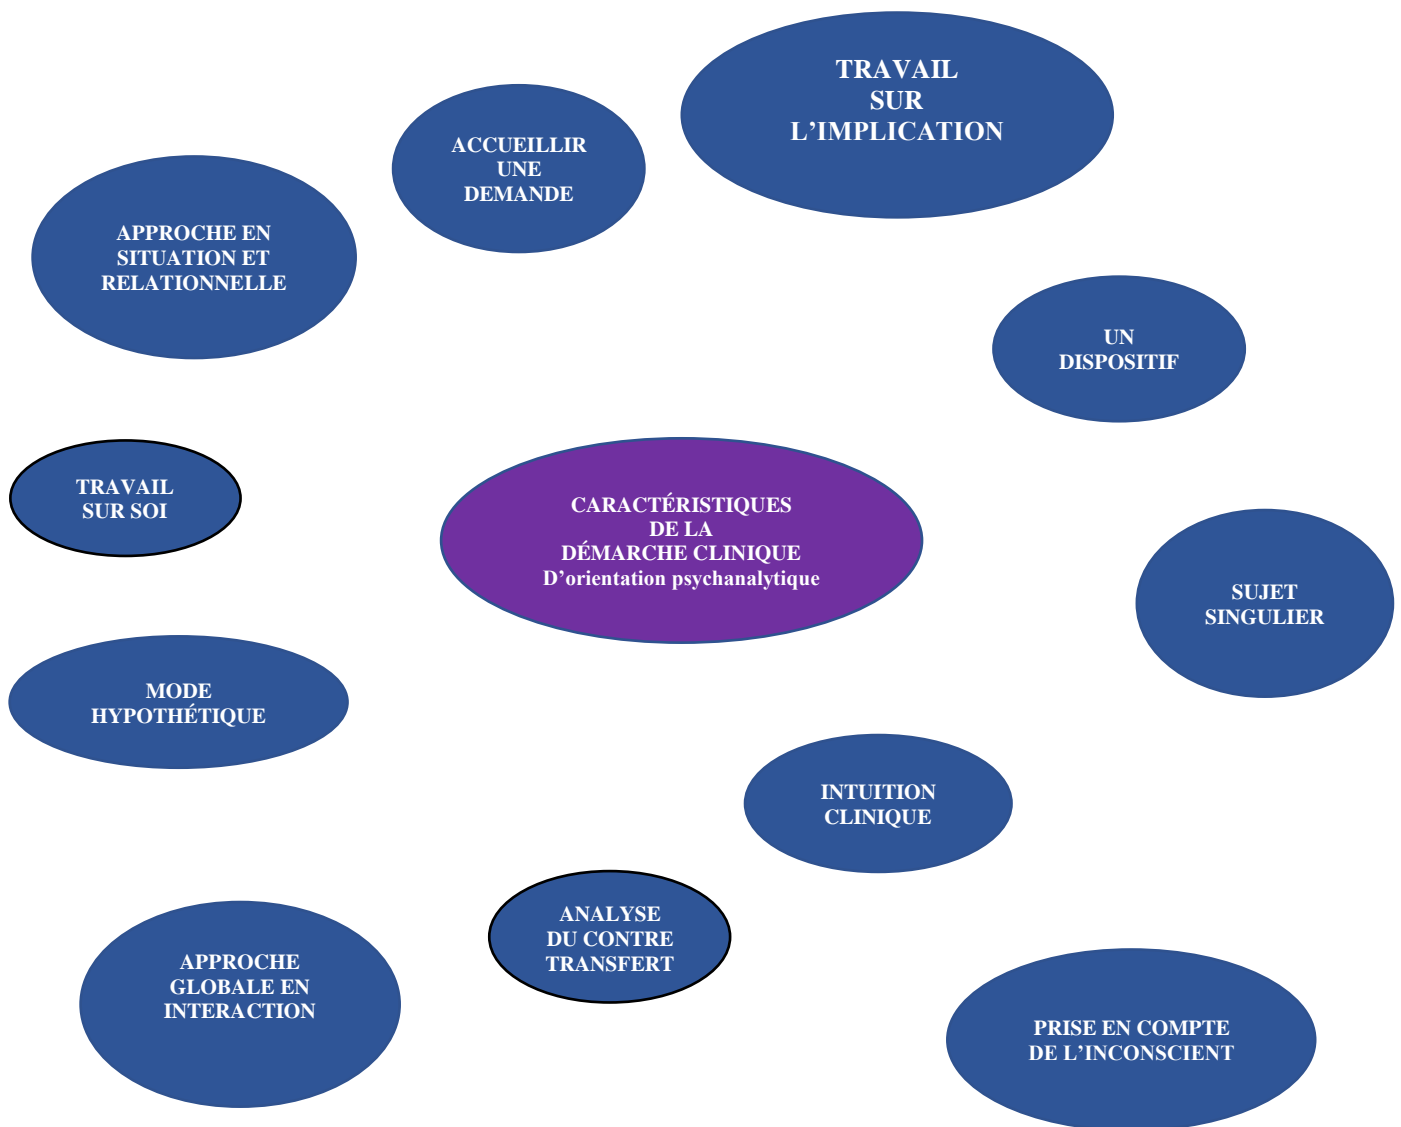 TRAVAIL
SUR
L’IMPLICATION
ACCUEILLIR
UNE
DEMANDE
APPROCHE EN
SITUATION ET
RELATIONNELLE
UN
DISPOSITIF
TRAVAIL
SUR SOI
CARACTÉRISTIQUES
DE LA
DÉMARCHE CLINIQUE
D’orientation psychanalytique
SUJET
SINGULIER
MODE
HYPOTHÉTIQUE
INTUITION
CLINIQUE
ANALYSE
DU CONTRE
TRANSFERT
APPROCHE
GLOBALE EN
INTERACTION
PRISE EN COMPTE
DE L’INCONSCIENT